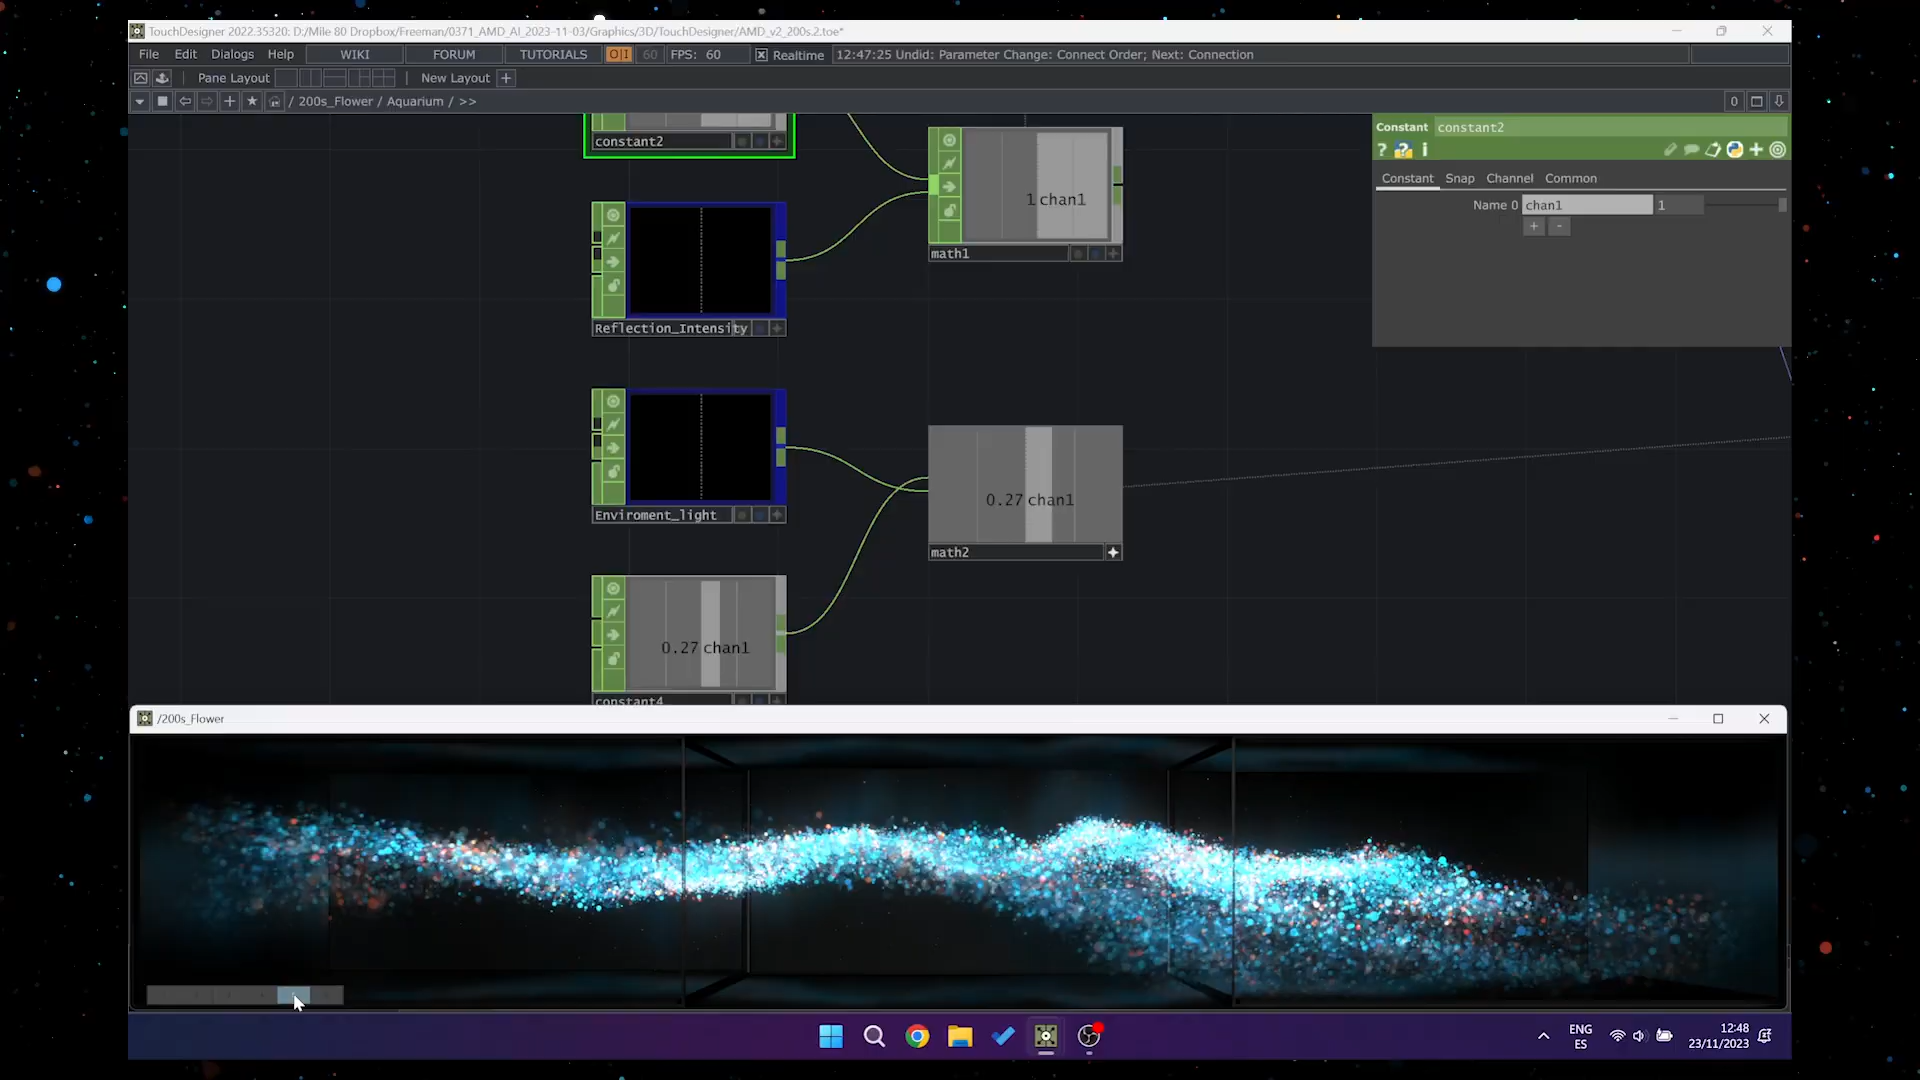 TouchDesigner 2022.35320: D:/Mile 80 Dropbox/Freeman/0371_AMD_AI_2023-11-03/Graphics/3D/TouchDesigner/AMD_v2_200s.2.toe*
File Edit Dialogs Help WIKI FORUM TUTORIALS O|I 60 FPS: 60 Realtime 12:47:25 Undid: Parameter Change: Connect Order; Next: Connection
Pane Layout New Layout +
/ 200s_Flower / Aquarium / >> 0
constant2
1 chan1
math1
Reflection_Intensity
Enviroment_light
0.27 chan1
math2
0.27 chan1
constant4
Constant constant2
? ? i
Constant Snap Channel Common
Name 0 chan1 1
+ -
/200s_Flower
ENG
ES
12:48
23/11/2023